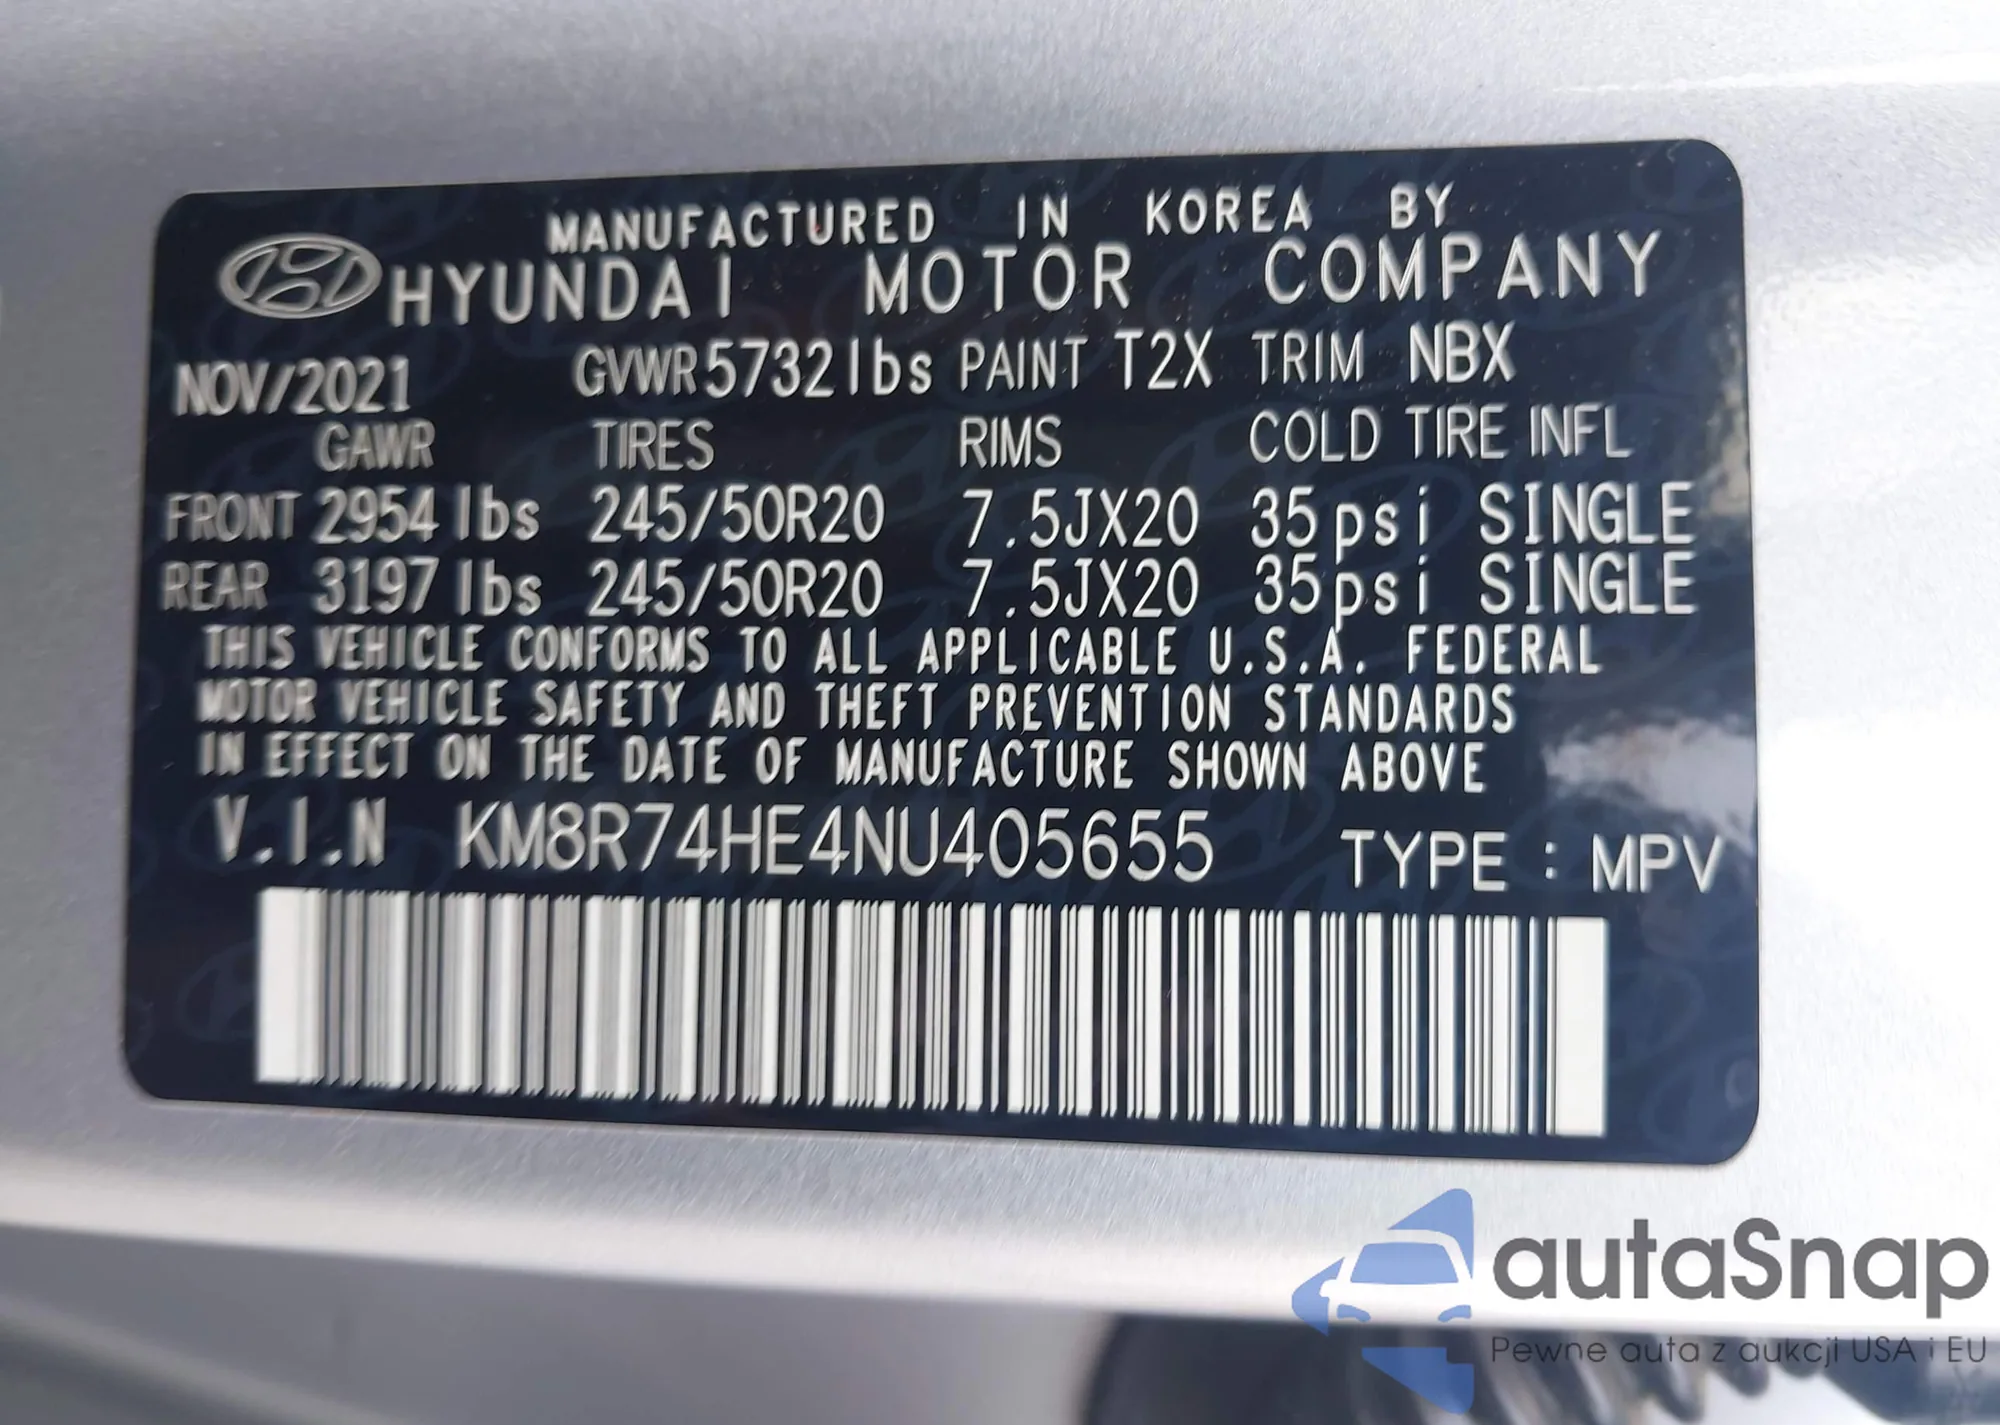 MANUFACTURED IN KOREA BY
HYUNDAI MOTOR COMPANY
NOV/2021 GVWR 5732lbs PAINT T2X TRIM NBX
GAWR TIRES RIMS COLD TIRE INFL
FRONT 2954 lbs 245/50R20 7.5JX20 35psi SINGLE
REAR 3197 lbs 245/50R20 7.5JX20 35psi SINGLE
THIS VEHICLE CONFORMS TO ALL APPLICABLE U.S.A. FEDERAL
MOTOR VEHICLE SAFETY AND THEFT PREVENTION STANDARDS
IN EFFECT ON THE DATE OF MANUFACTURE SHOWN ABOVE
V.I.N KM8R74HE4NU405655 TYPE : MPV
autaSnap
Pewne auta z aukcji USA i EU